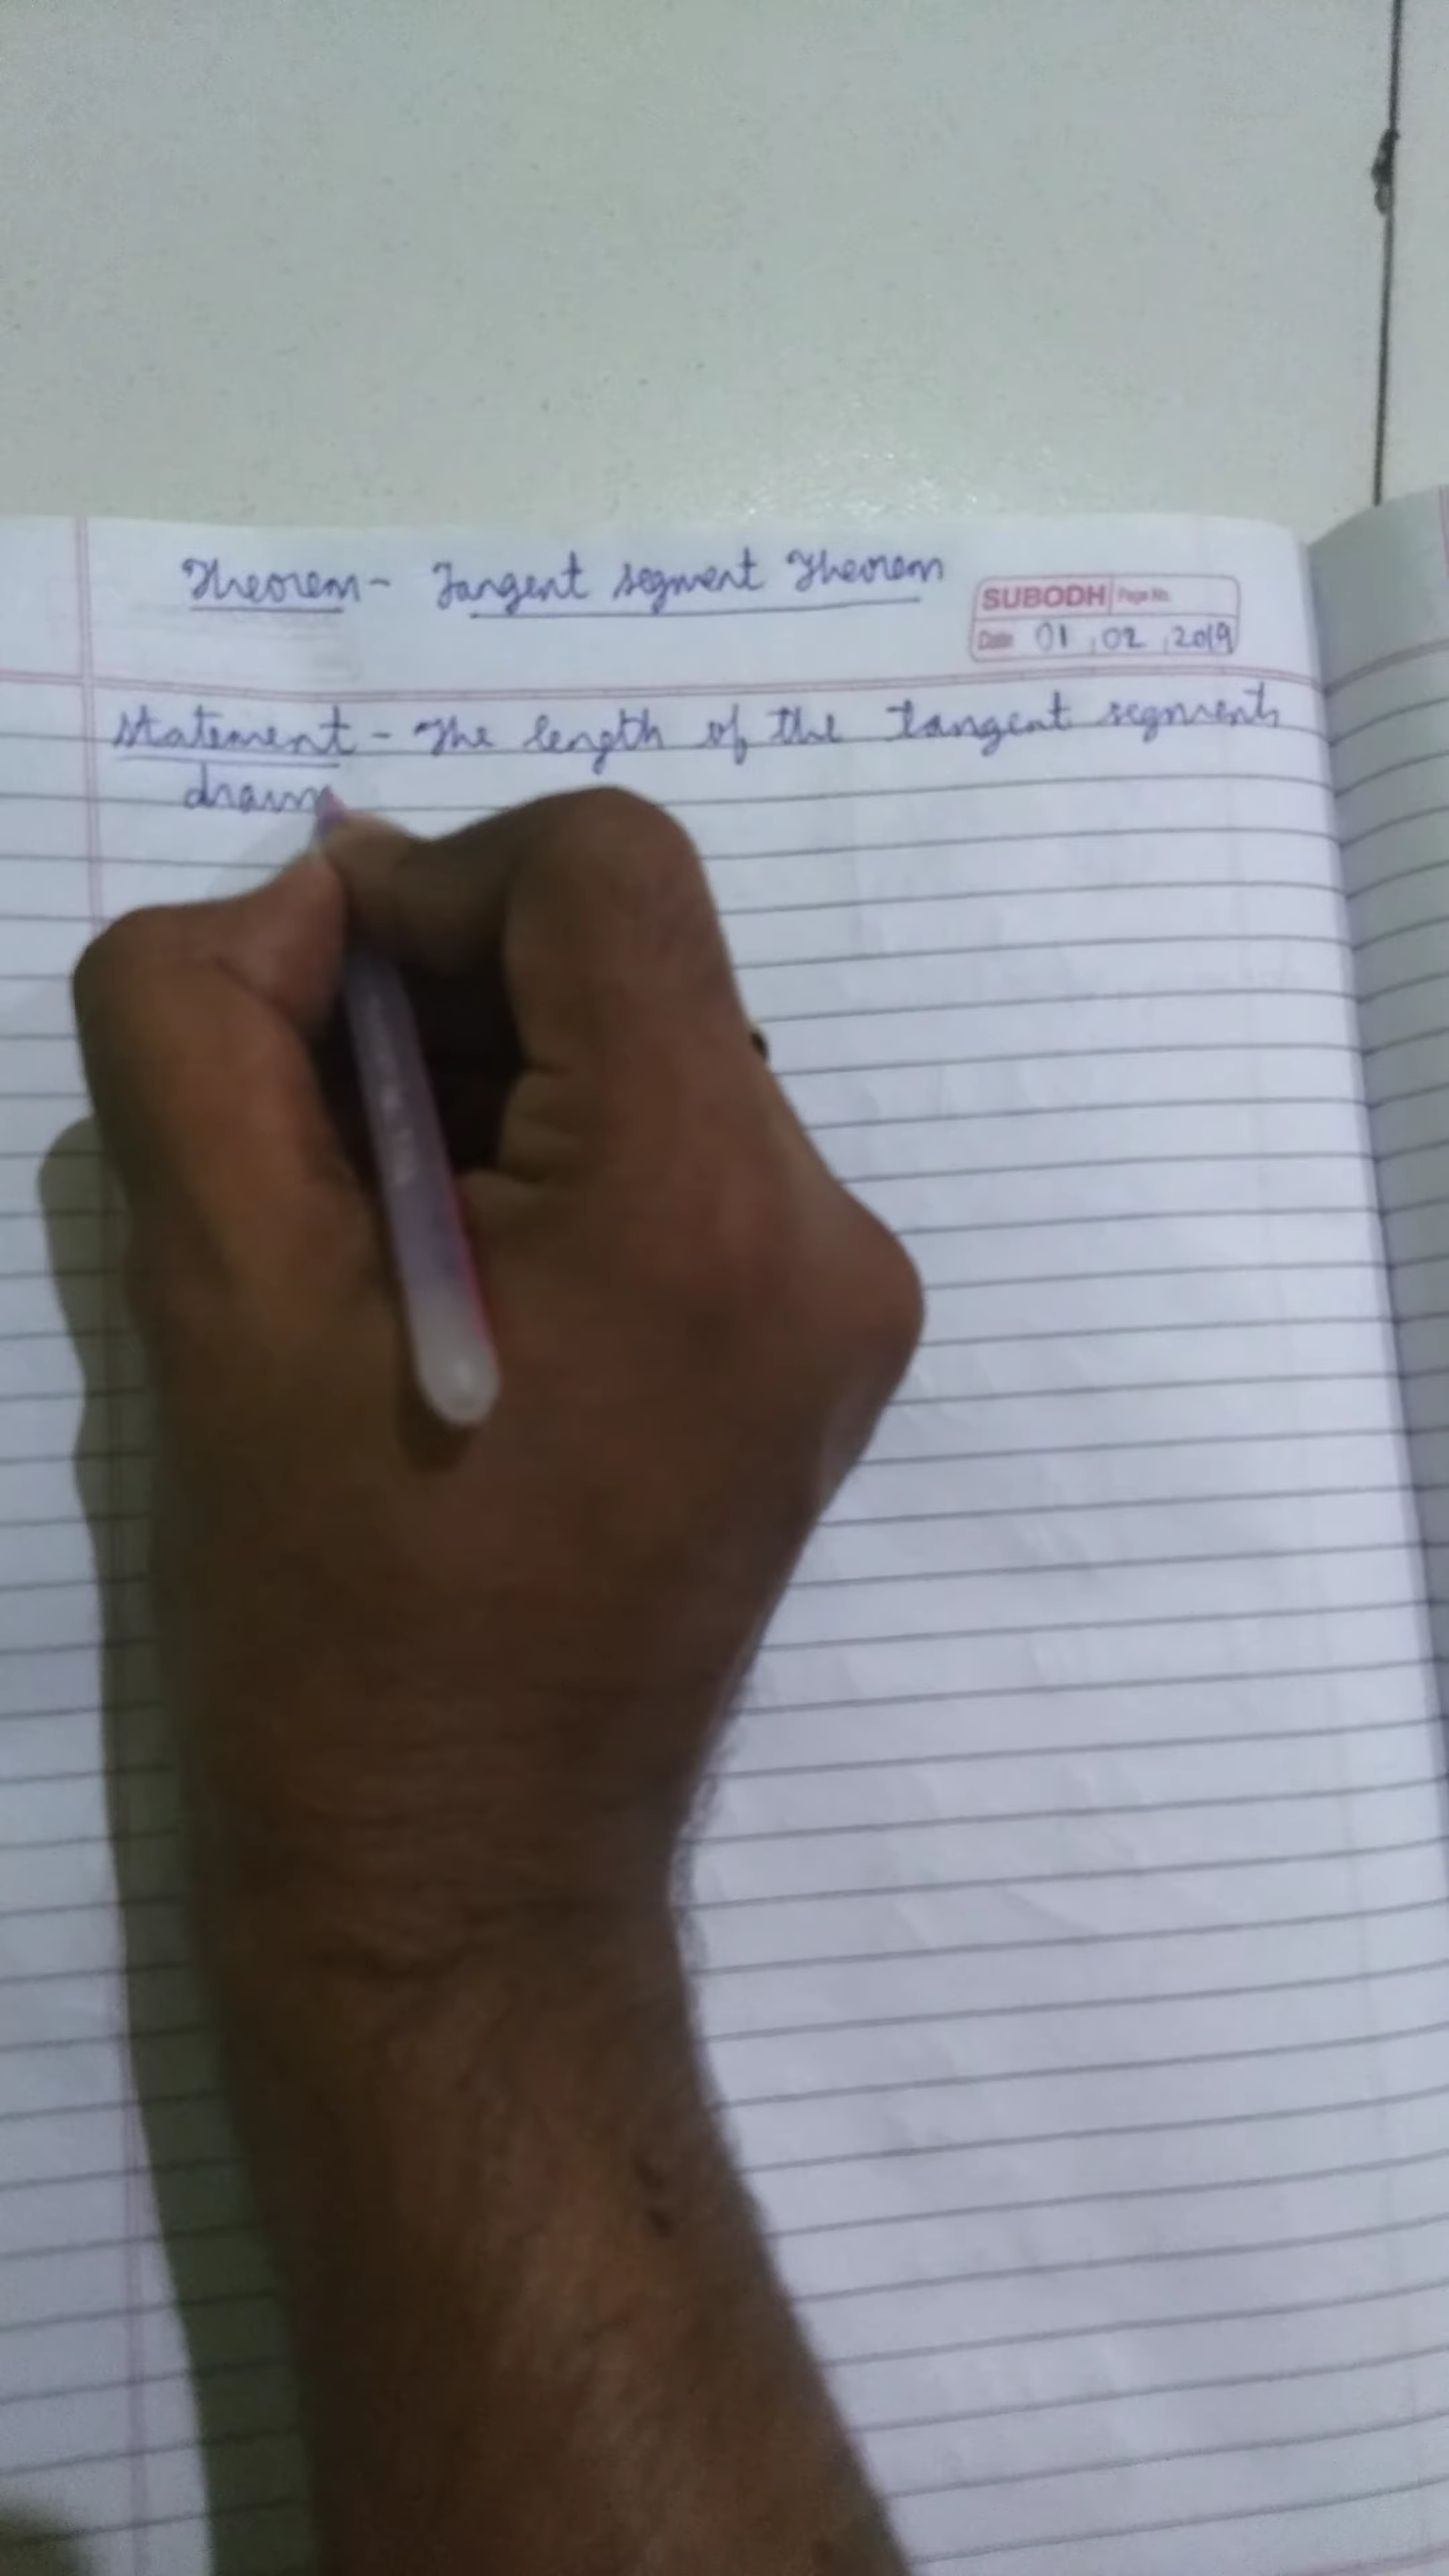 Theorem - Tangent segment Theorem
SUBODH Page No.
Date 01,02,2019
Statement - The length of the tangent segments
drawn